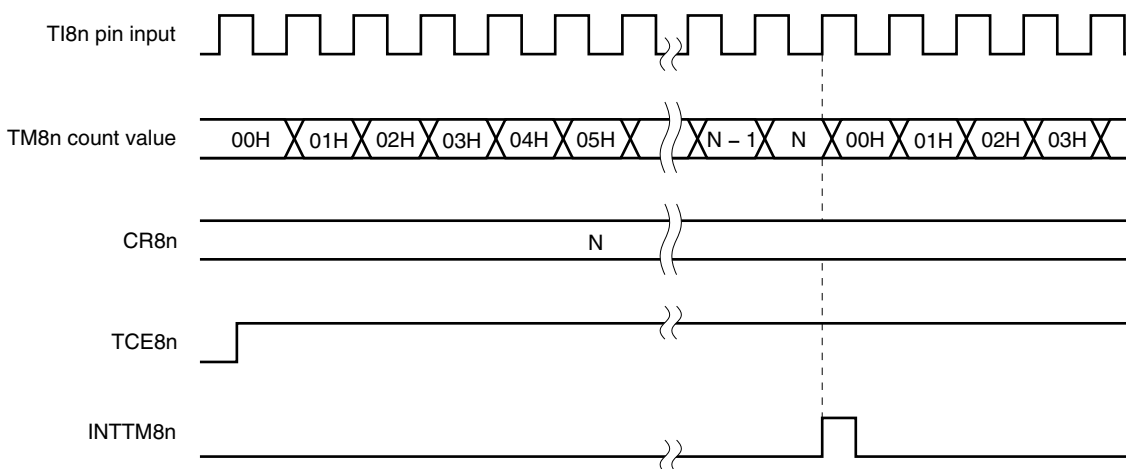 TI8n pin input
TM8n count value 00H 01H 02H 03H 04H 05H N − 1 N 00H 01H 02H 03H
CR8n N
TCE8n
INTTM8n